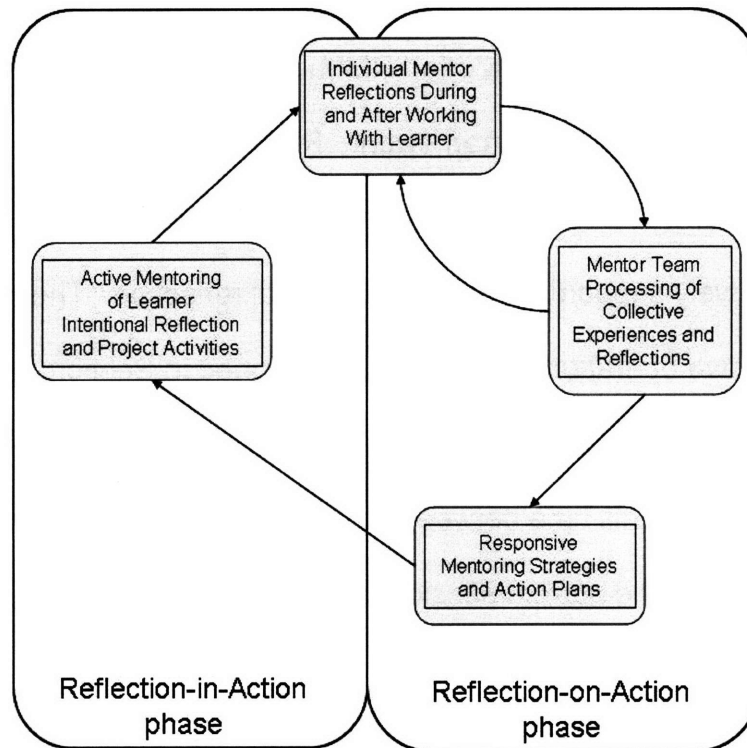 Individual Mentor
Reflections During
and After Working
With Learner
Active Mentoring
of Learner
Intentional Reflection
and Project Activities
Mentor Team
Processing of
Collective
Experiences and
Reflections
Responsive
Mentoring Strategies
and Action Plans
Reflection-in-Action
phase
Reflection-on-Action
phase